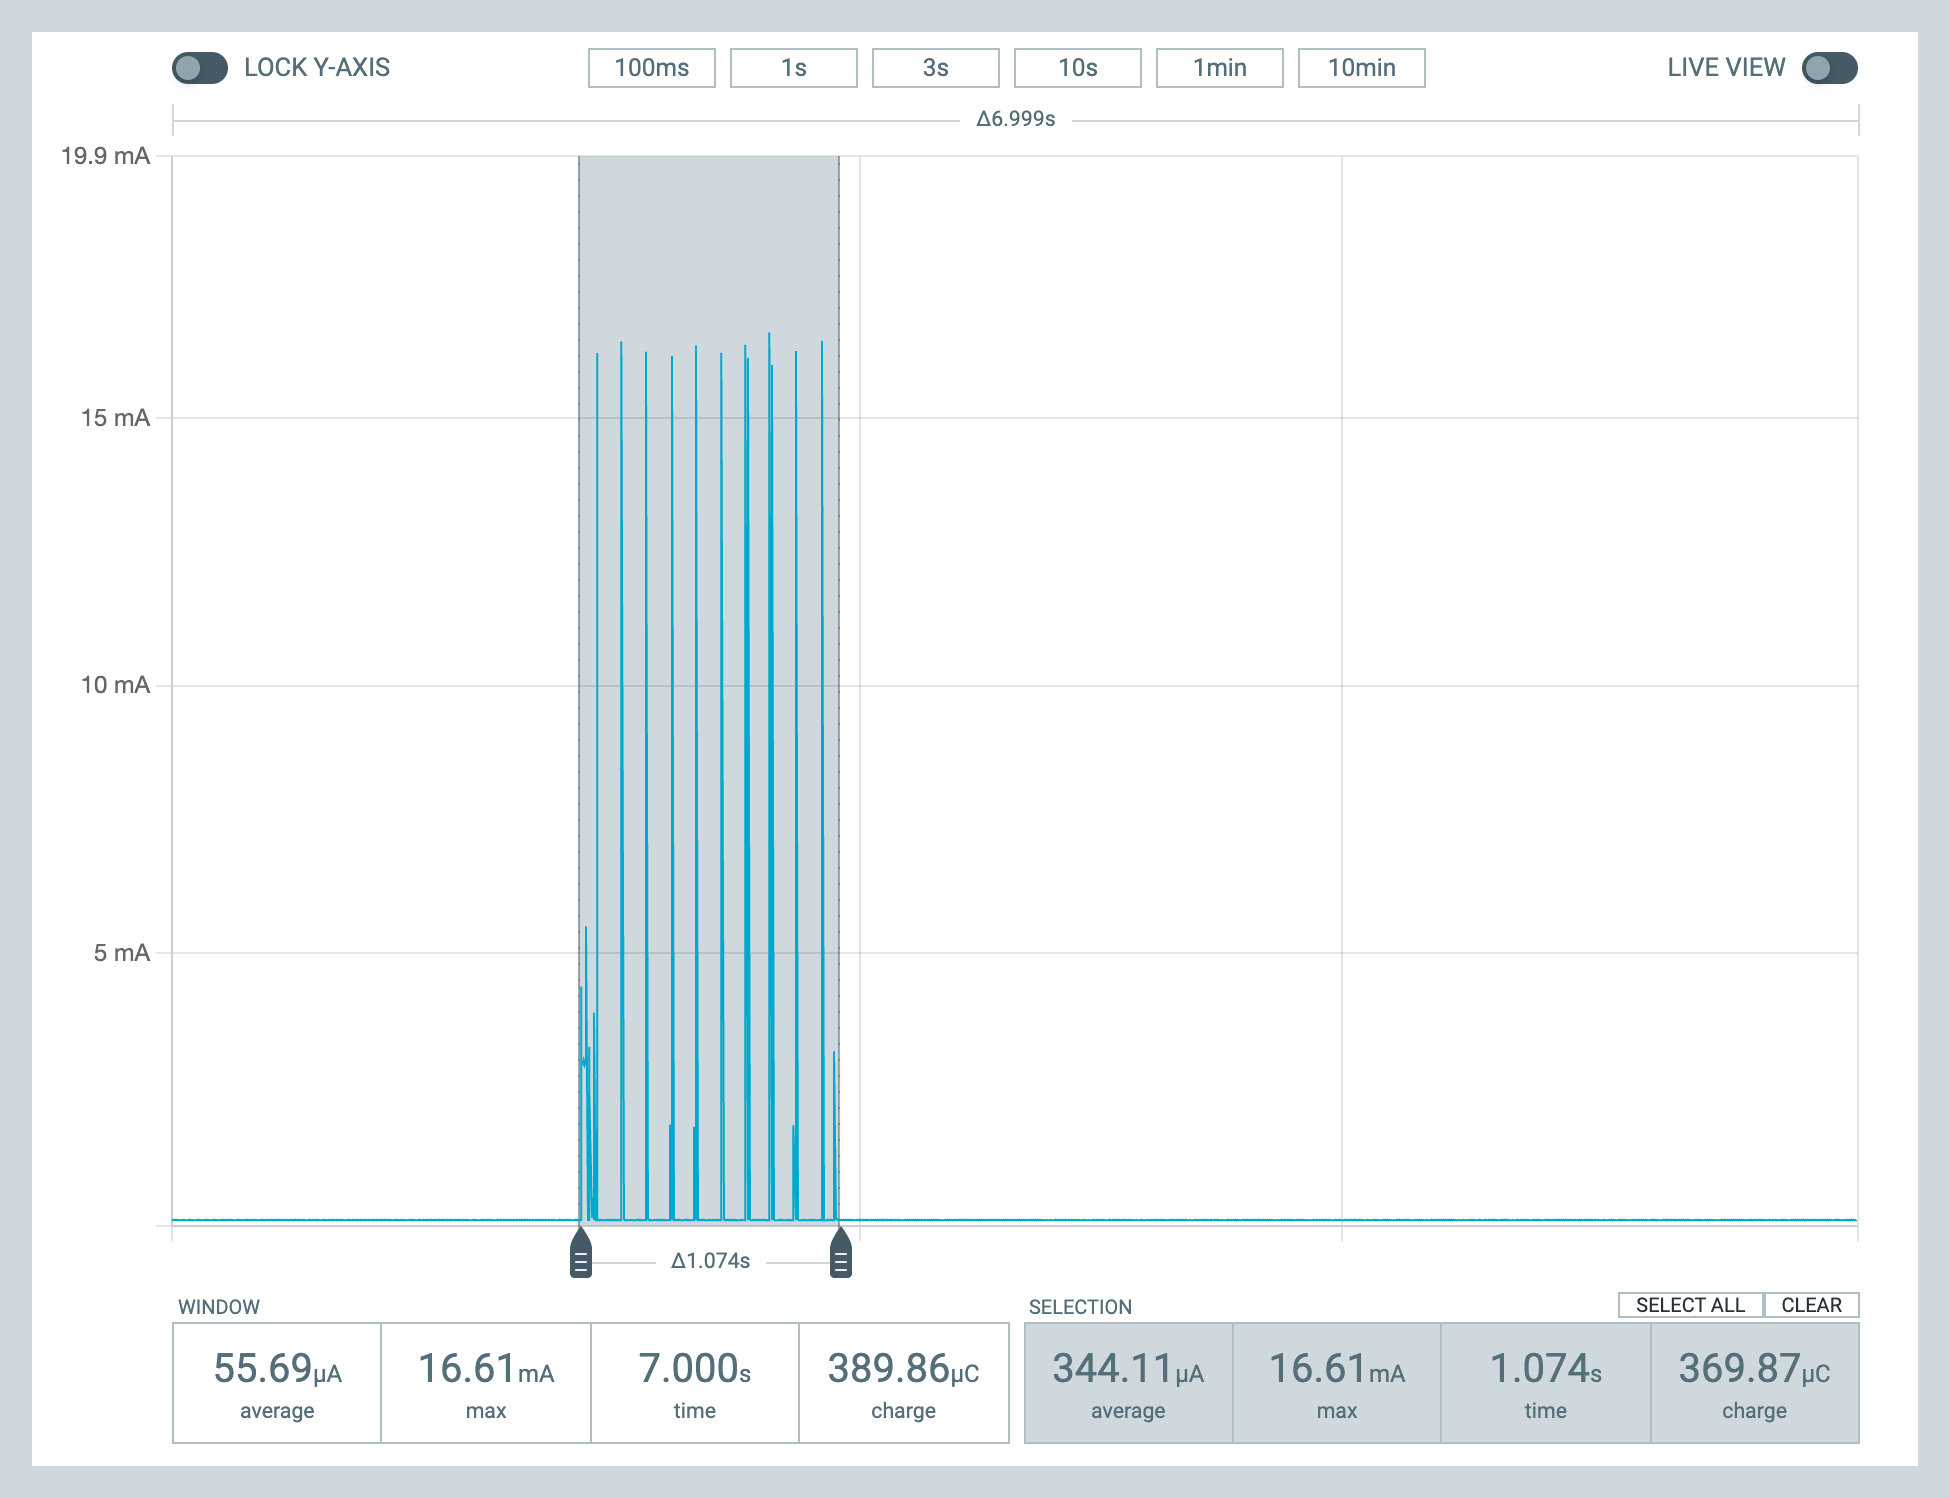 LOCK Y-AXIS 100ms 1s 3s 10s 1min 10min LIVE VIEW
Δ6.999s
19.9 mA
15 mA
10 mA
5 mA
Δ1.074s
WINDOW
55.69μA 16.61mA 7.000s 389.86μC
average max time charge
SELECTION SELECT ALL CLEAR
344.11μA 16.61mA 1.074s 369.87μC
average max time charge